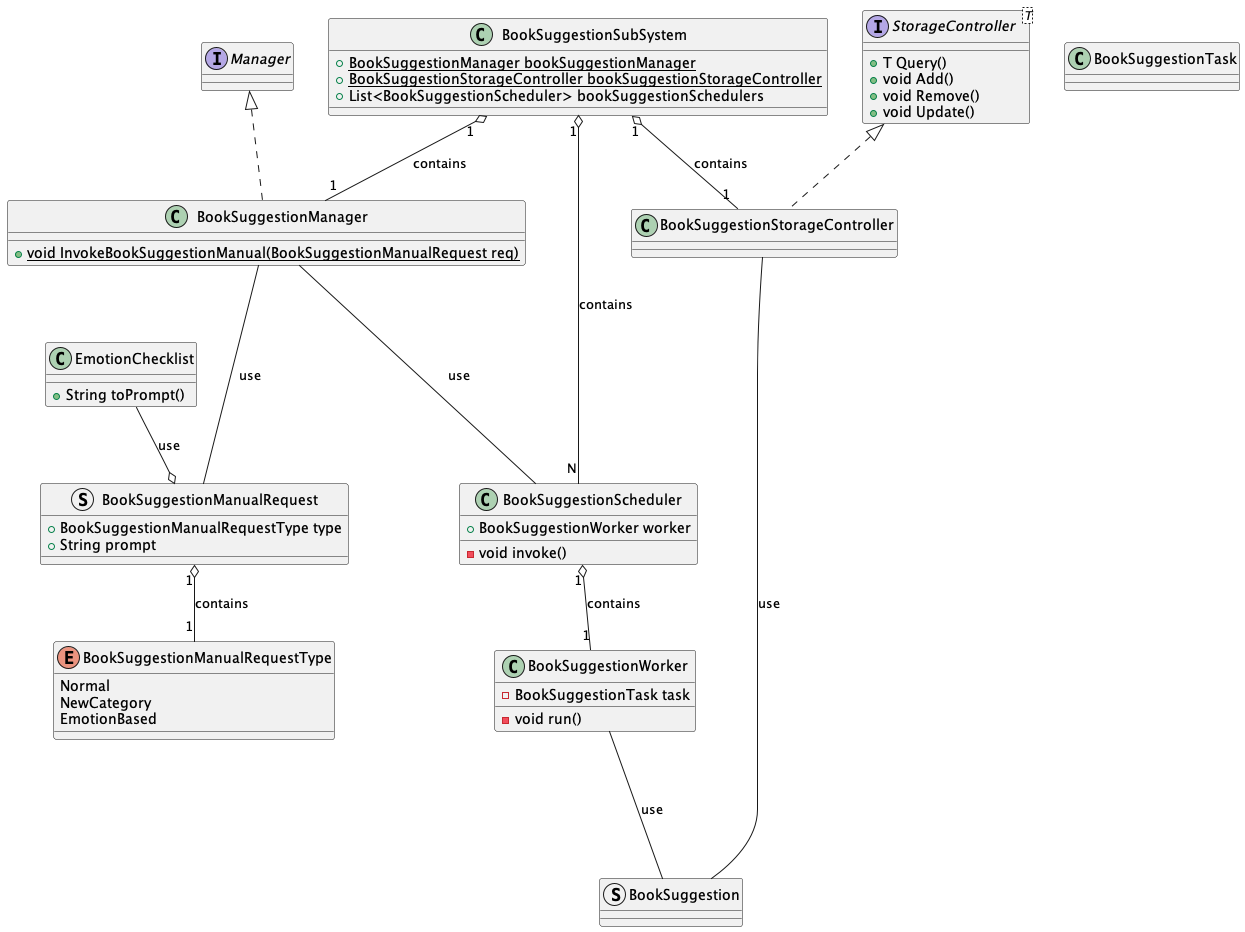 C BookSuggestionSubSystem
BookSuggestionManager bookSuggestionManager
BookSuggestionStorageController bookSuggestionStorageController
List<BookSuggestionScheduler> bookSuggestionSchedulers
I Manager
I StorageController T
T Query()
void Add()
void Remove()
void Update()
C BookSuggestionTask
1
contains
1
1
contains
N
1
contains
1
C BookSuggestionManager
void InvokeBookSuggestionManual(BookSuggestionManualRequest req)
C BookSuggestionStorageController
use
use
use
C EmotionChecklist
String toPrompt()
use
S BookSuggestionManualRequest
BookSuggestionManualRequestType type
String prompt
C BookSuggestionScheduler
BookSuggestionWorker worker
void invoke()
1
contains
1
1
contains
1
E BookSuggestionManualRequestType
Normal
NewCategory
EmotionBased
C BookSuggestionWorker
BookSuggestionTask task
void run()
use
S BookSuggestion